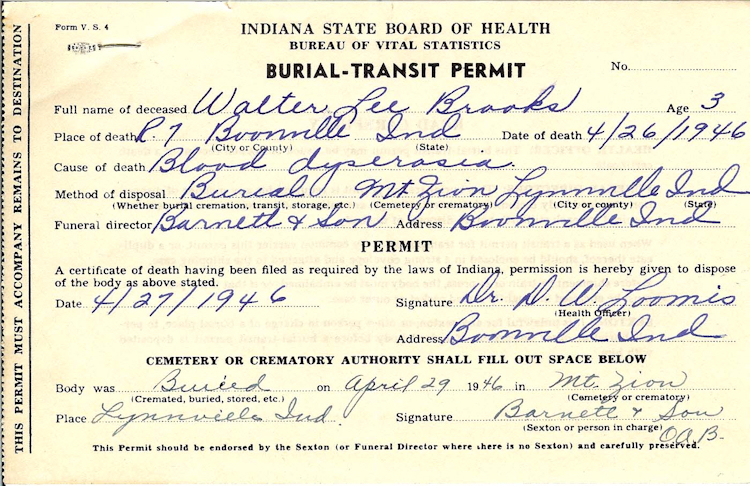 THIS PERMIT MUST ACCOMPANY REMAINS TO DESTINATION
Form V. S. 4
INDIANA STATE BOARD OF HEALTH
BUREAU OF VITAL STATISTICS
BURIAL-TRANSIT PERMIT
No.
Full name of deceased Walter Lee Brooks Age 3
Place of death R. 7 Boonville Ind Date of death 4/26/1946
(City or County) (State)
Cause of death Blood dyscrasia.
Method of disposal Burial Mt. Zion Lynnville Ind
(Whether burial cremation, transit, storage, etc.) (Cemetery or crematory) (City or county) (State)
Funeral director Barnett & Son Address Boonville Ind
PERMIT
A certificate of death having been filed as required by the laws of Indiana, permission is hereby given to dispose
of the body as above stated.
Date 4/27/1946 Signature Dr. D. W. Loomis
(Health Officer)
Address Boonville Ind
CEMETERY OR CREMATORY AUTHORITY SHALL FILL OUT SPACE BELOW
Body was Buried on April 29 1946 in Mt. Zion
(Cremated, buried, stored, etc.) (Cemetery or crematory)
Place Lynnville Ind. Signature Barnett & Son
(Sexton or person in charge) O.A.B.
This Permit should be endorsed by the Sexton (or Funeral Director where there is no Sexton) and carefully preserved.